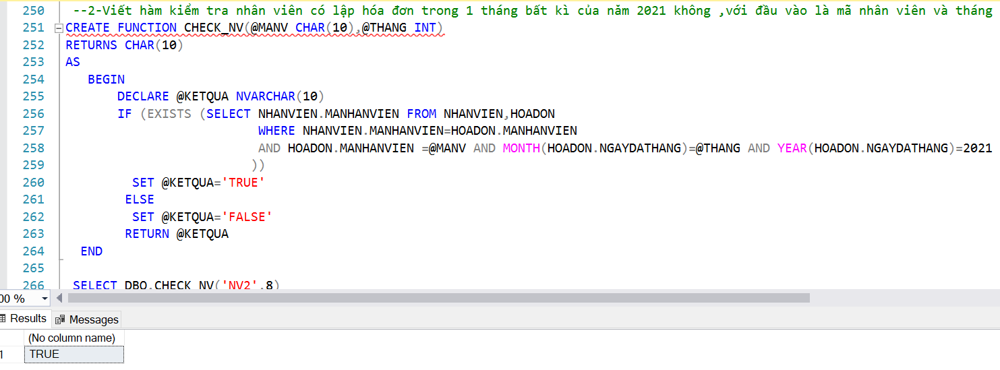 250 --2-Viết hàm kiểm tra nhân viên có lập hóa đơn trong 1 tháng bất kì của năm 2021 không ,với đầu vào là mã nhân viên và tháng
251 CREATE FUNCTION CHECK_NV(@MANV CHAR(10),@THANG INT)
252 RETURNS CHAR(10)
253 AS
254 BEGIN
255 DECLARE @KETQUA NVARCHAR(10)
256 IF (EXISTS (SELECT NHANVIEN.MANHANVIEN FROM NHANVIEN,HOADON
257 WHERE NHANVIEN.MANHANVIEN=HOADON.MANHANVIEN
258 AND HOADON.MANHANVIEN =@MANV AND MONTH(HOADON.NGAYDATHANG)=@THANG AND YEAR(HOADON.NGAYDATHANG)=2021
259 ))
260 SET @KETQUA='TRUE'
261 ELSE
262 SET @KETQUA='FALSE'
263 RETURN @KETQUA
264 END
265
266 SELECT DBO.CHECK_NV('NV2',8)
00 %
Results Messages
(No column name)
1 TRUE